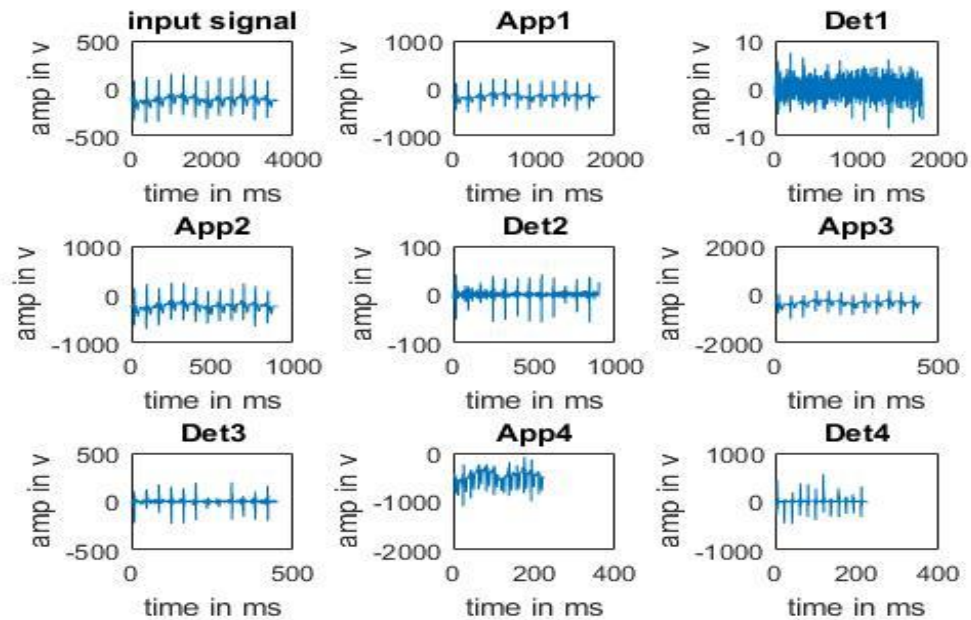 input signal
App1
Det1
500
0
-500
amp in v
0 2000 4000
time in ms
1000
0
-1000
amp in v
0 1000 2000
time in ms
10
0
-10
amp in v
0 1000 2000
time in ms
App2
Det2
App3
1000
0
-1000
amp in v
0 500 1000
time in ms
100
0
-100
amp in v
0 500 1000
time in ms
2000
0
-2000
amp in v
0 500
time in ms
Det3
App4
Det4
500
0
-500
amp in v
0 500
time in ms
0
-1000
-2000
amp in v
0 200 400
time in ms
1000
0
-1000
amp in v
0 200 400
time in ms